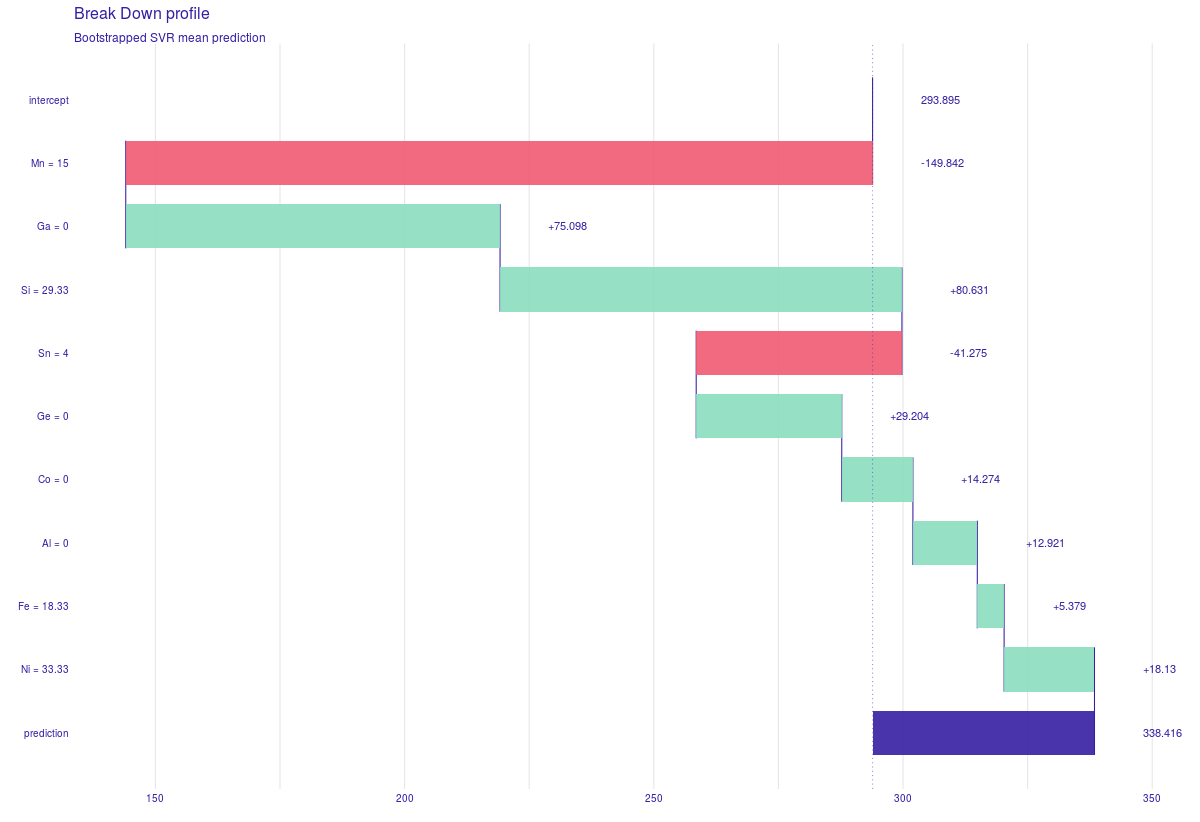 Break Down profile
Bootstrapped SVR mean prediction
intercept 293.895
Mn = 15 -149.842
Ga = 0 +75.098
Si = 29.33 +80.631
Sn = 4 -41.275
Ge = 0 +29.204
Co = 0 +14.274
Al = 0 +12.921
Fe = 18.33 +5.379
Ni = 33.33 +18.13
prediction 338.416
150 200 250 300 350